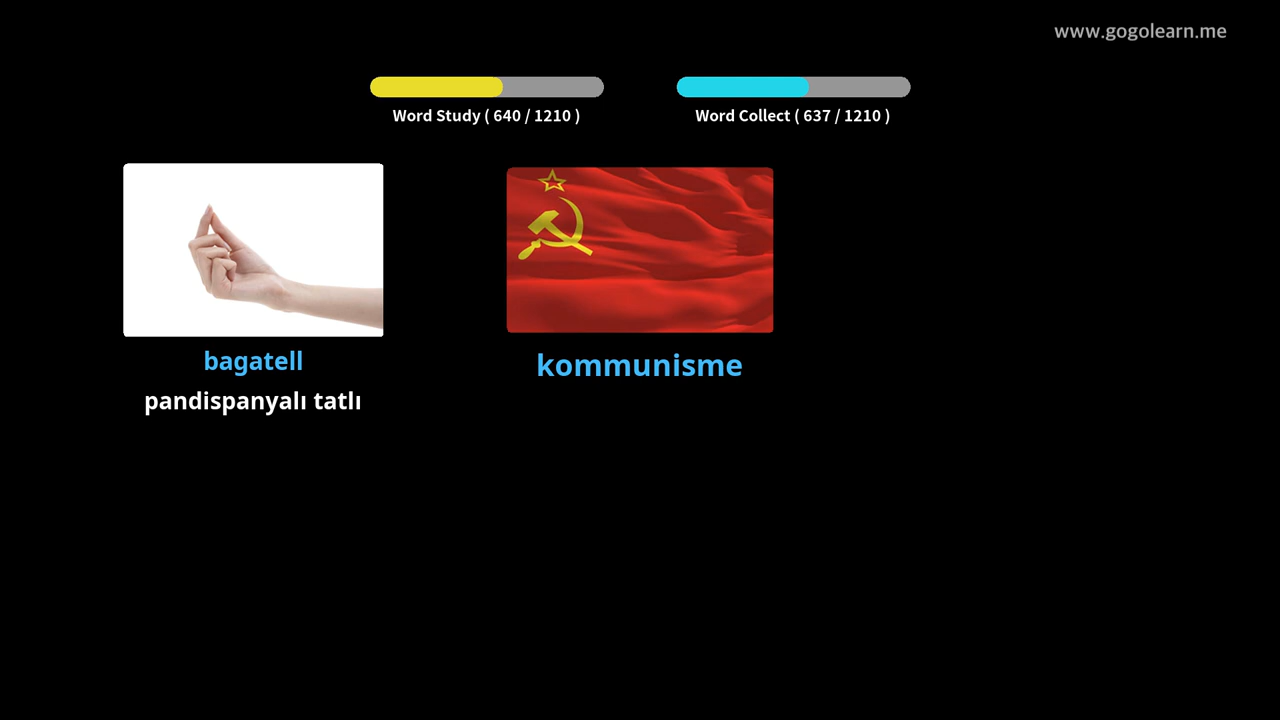 www.gogolearn.me
Word Study ( 640 / 1210 )
Word Collect ( 637 / 1210 )
bagatell
pandispanyalı tatlı
kommunisme